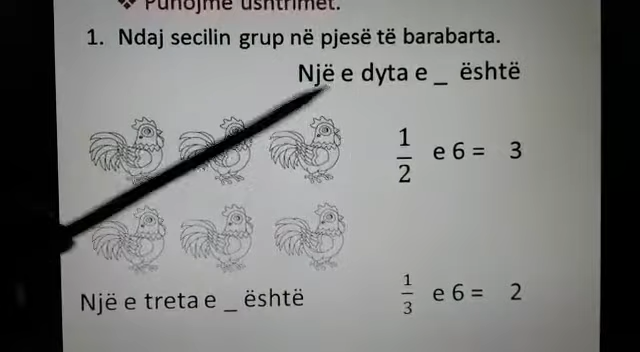 ❖ Punojmë ushtrimet.
1. Ndaj secilin grup në pjesë të barabarta.
Një e dyta e _ është
1/2 e 6 = 3
Një e treta e _ është
1/3 e 6 = 2